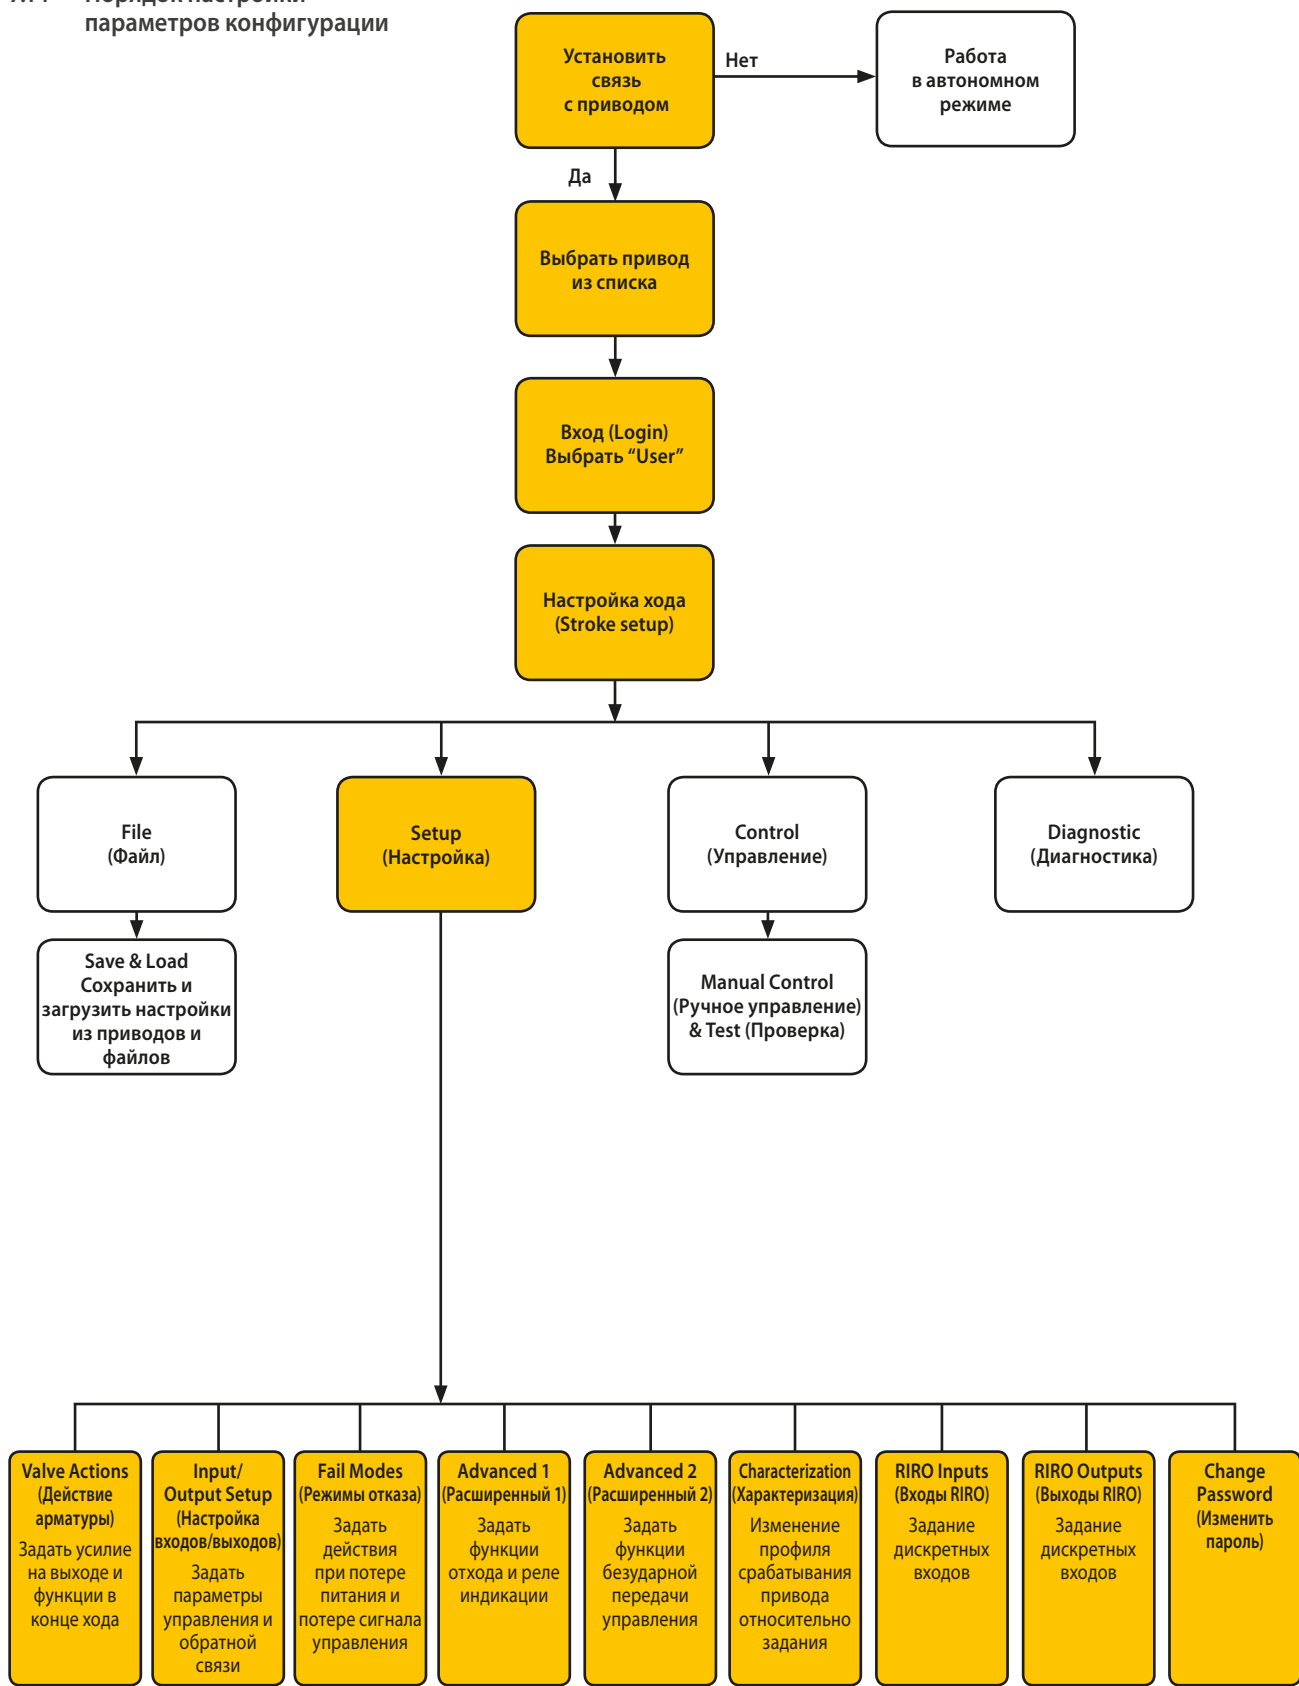 параметров конфигурации
Установить
связь
с приводом
Нет
Работа
в автономном
режиме
Да
Выбрать привод
из списка
Вход (Login)
Выбрать “User”
Настройка хода
(Stroke setup)
File
(Файл)
Setup
(Настройка)
Control
(Управление)
Diagnostic
(Диагностика)
Save & Load
Сохранить и
загрузить настройки
из приводов и
файлов
Manual Control
(Ручное управление)
& Test (Проверка)
Valve Actions
(Действие
арматуры)
Задать усилие
на выходе и
функции в
конце хода
Input/
Output Setup
(Настройка
входов/выходов)
Задать
параметры
управления и
обратной
связи
Fail Modes
(Режимы отказа)
Задать
действия
при потере
питания и
потере сигнала
управления
Advanced 1
(Расширенный 1)
Задать
функции
отхода и реле
индикации
Advanced 2
(Расширенный 2)
Задать
функции
безударной
передачи
управления
Characterization
(Характеризация)
Изменение
профиля
срабатывания
привода
относительно
задания
RIRO Inputs
(Входы RIRO)
Задание
дискретных
входов
RIRO Outputs
(Выходы RIRO)
Задание
дискретных
входов
Change
Password
(Изменить
пароль)